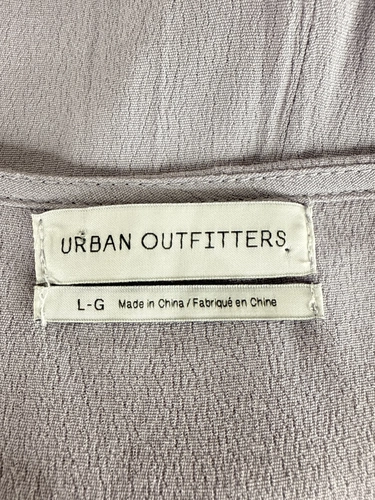 URBAN OUTFITTERS
L-G Made in China / Fabriqué en Chine